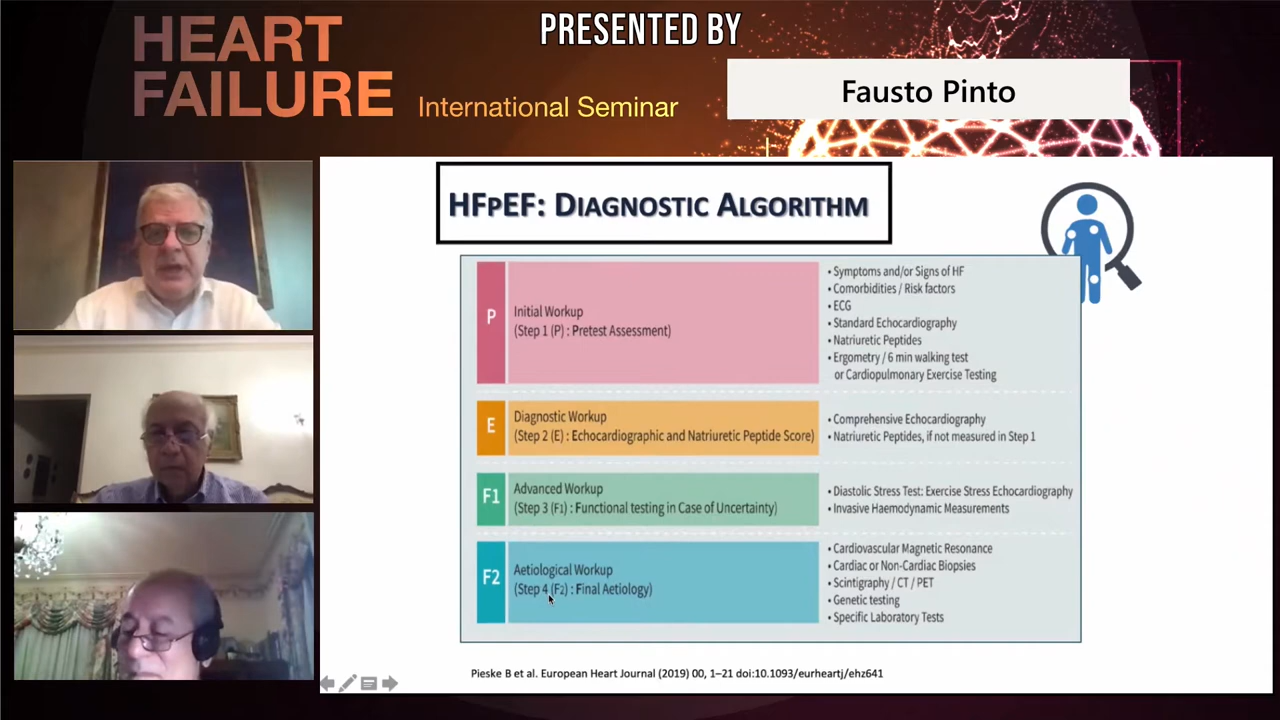 HEART
FAILURE
International Seminar
PRESENTED BY
Fausto Pinto
HFPEF: DIAGNOSTIC ALGORITHM
P
Initial Workup
(Step 1 (P) : Pretest Assessment)
• Symptoms and/or Signs of HF
• Comorbidities / Risk factors
• ECG
• Standard Echocardiography
• Natriuretic Peptides
• Ergometry / 6 min walking test
or Cardiopulmonary Exercise Testing
E
Diagnostic Workup
(Step 2 (E) : Echocardiographic and Natriuretic Peptide Score)
• Comprehensive Echocardiography
• Natriuretic Peptides, if not measured in Step 1
F1
Advanced Workup
(Step 3 (F1) : Functional testing in Case of Uncertainty)
• Diastolic Stress Test: Exercise Stress Echocardiography
• Invasive Haemodynamic Measurements
F2
Aetiological Workup
(Step 4 (F2) : Final Aetiology)
• Cardiovascular Magnetic Resonance
• Cardiac or Non-Cardiac Biopsies
• Scintigraphy / CT / PET
• Genetic testing
• Specific Laboratory Tests
Pieske B et al. European Heart Journal (2019) 00, 1–21 doi:10.1093/eurheartj/ehz641